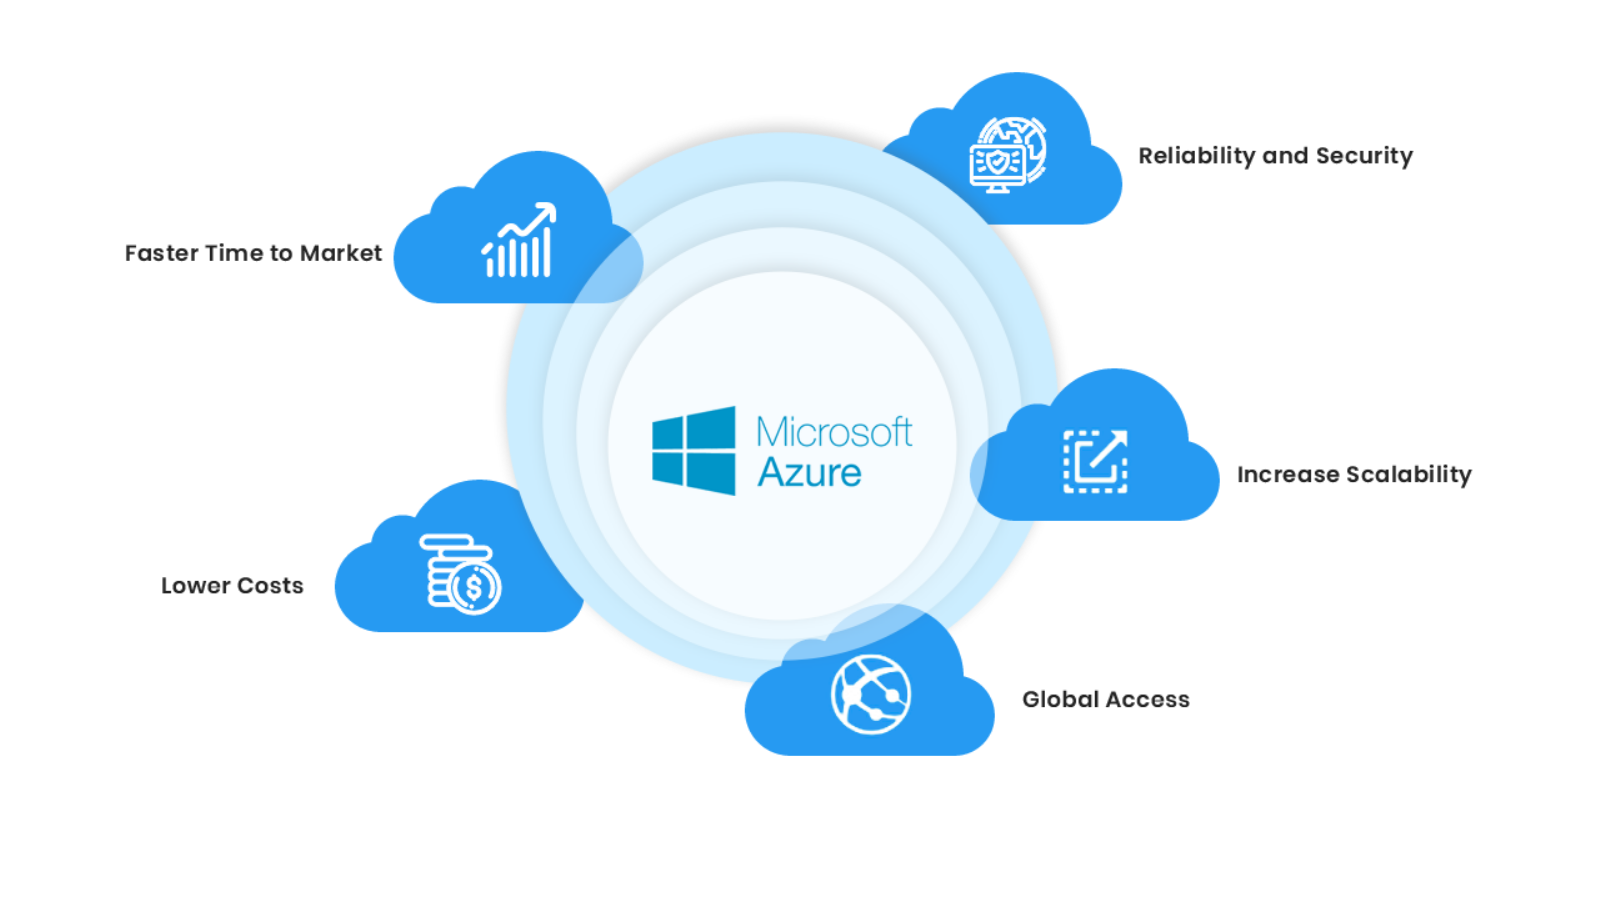 Reliability and Security
Faster Time to Market
Microsoft
Azure
Increase Scalability
$
Lower Costs
Global Access